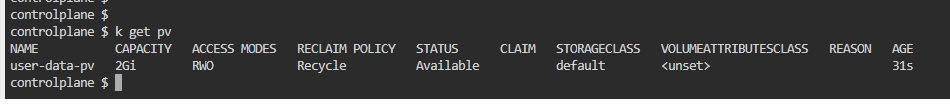 controlplane $
controlplane $
controlplane $ k get pv
NAME CAPACITY ACCESS MODES RECLAIM POLICY STATUS CLAIM STORAGECLASS VOLUMEATTRIBUTESCLASS REASON AGE
user-data-pv 2Gi RWO Recycle Available default <unset> 31s
controlplane $